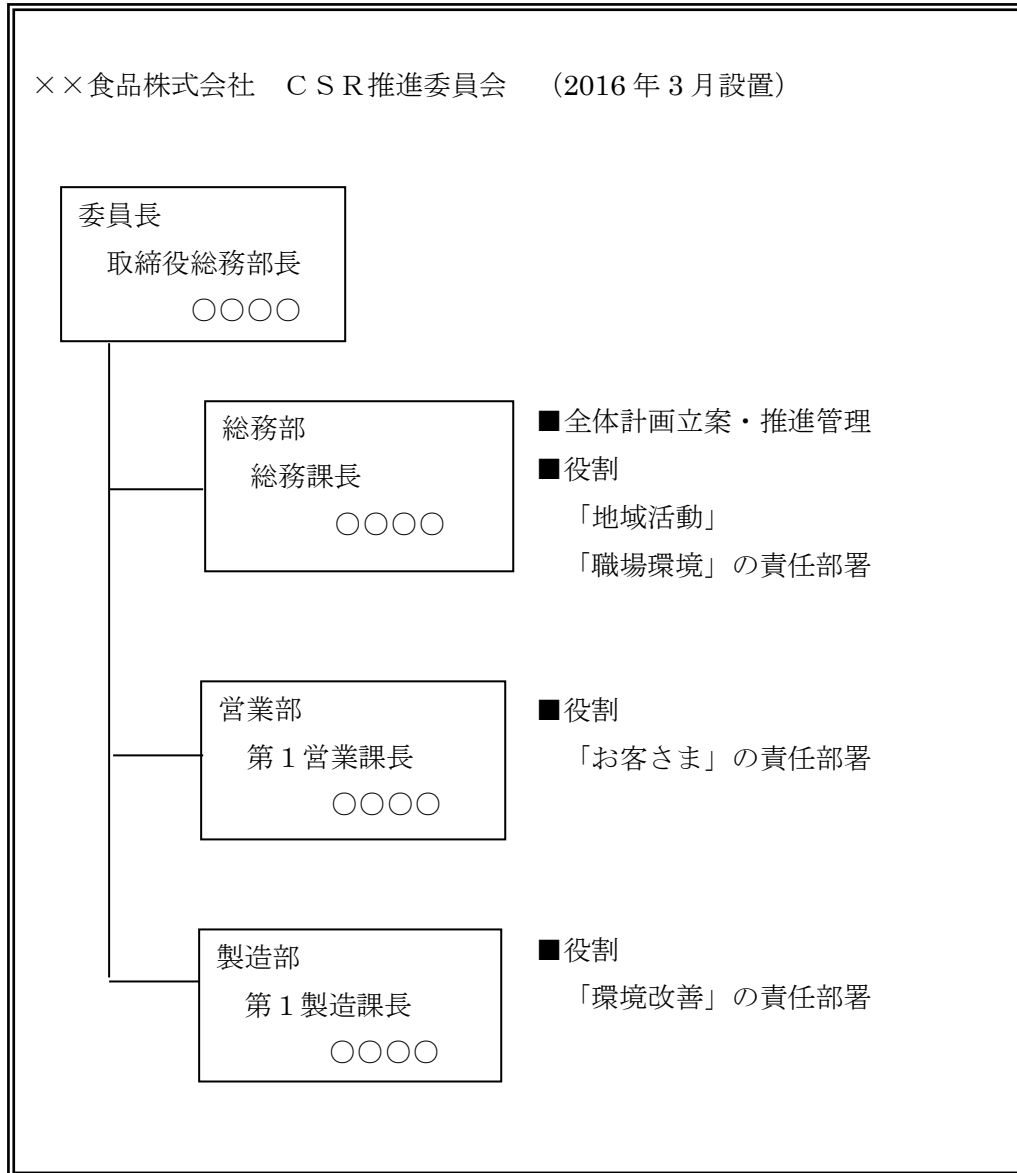 ××食品株式会社　ＣＳＲ推進委員会　（2016年3月設置）
委員長
取締役総務部長
○○○○
総務部
総務課長
○○○○
■全体計画立案・推進管理
■役割
「地域活動」
「職場環境」の責任部署
営業部
第１営業課長
○○○○
■役割
「お客さま」の責任部署
製造部
第１製造課長
○○○○
■役割
「環境改善」の責任部署